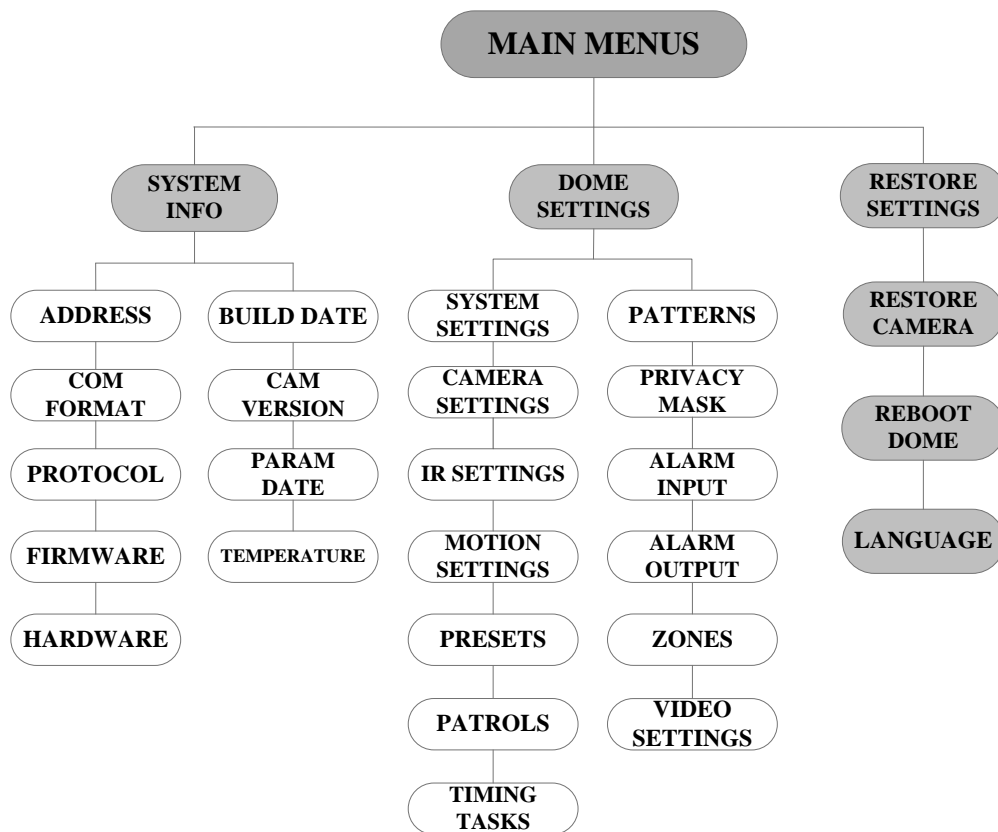 MAIN MENUS
SYSTEM
INFO
DOME
SETTINGS
RESTORE
SETTINGS
ADDRESS
COM
FORMAT
PROTOCOL
FIRMWARE
HARDWARE
BUILD DATE
CAM
VERSION
PARAM
DATE
TEMPERATURE
SYSTEM
SETTINGS
CAMERA
SETTINGS
IR SETTINGS
MOTION
SETTINGS
PRESETS
PATROLS
TIMING
TASKS
PATTERNS
PRIVACY
MASK
ALARM
INPUT
ALARM
OUTPUT
ZONES
VIDEO
SETTINGS
RESTORE
CAMERA
REBOOT
DOME
LANGUAGE